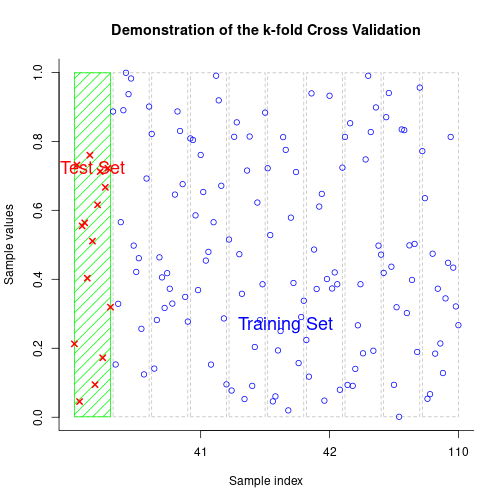 Demonstration of the k-fold Cross Validation
1.0
0.8
0.6
0.4
0.2
0.0
Sample values
Test Set
Training Set
41
42
110
Sample index